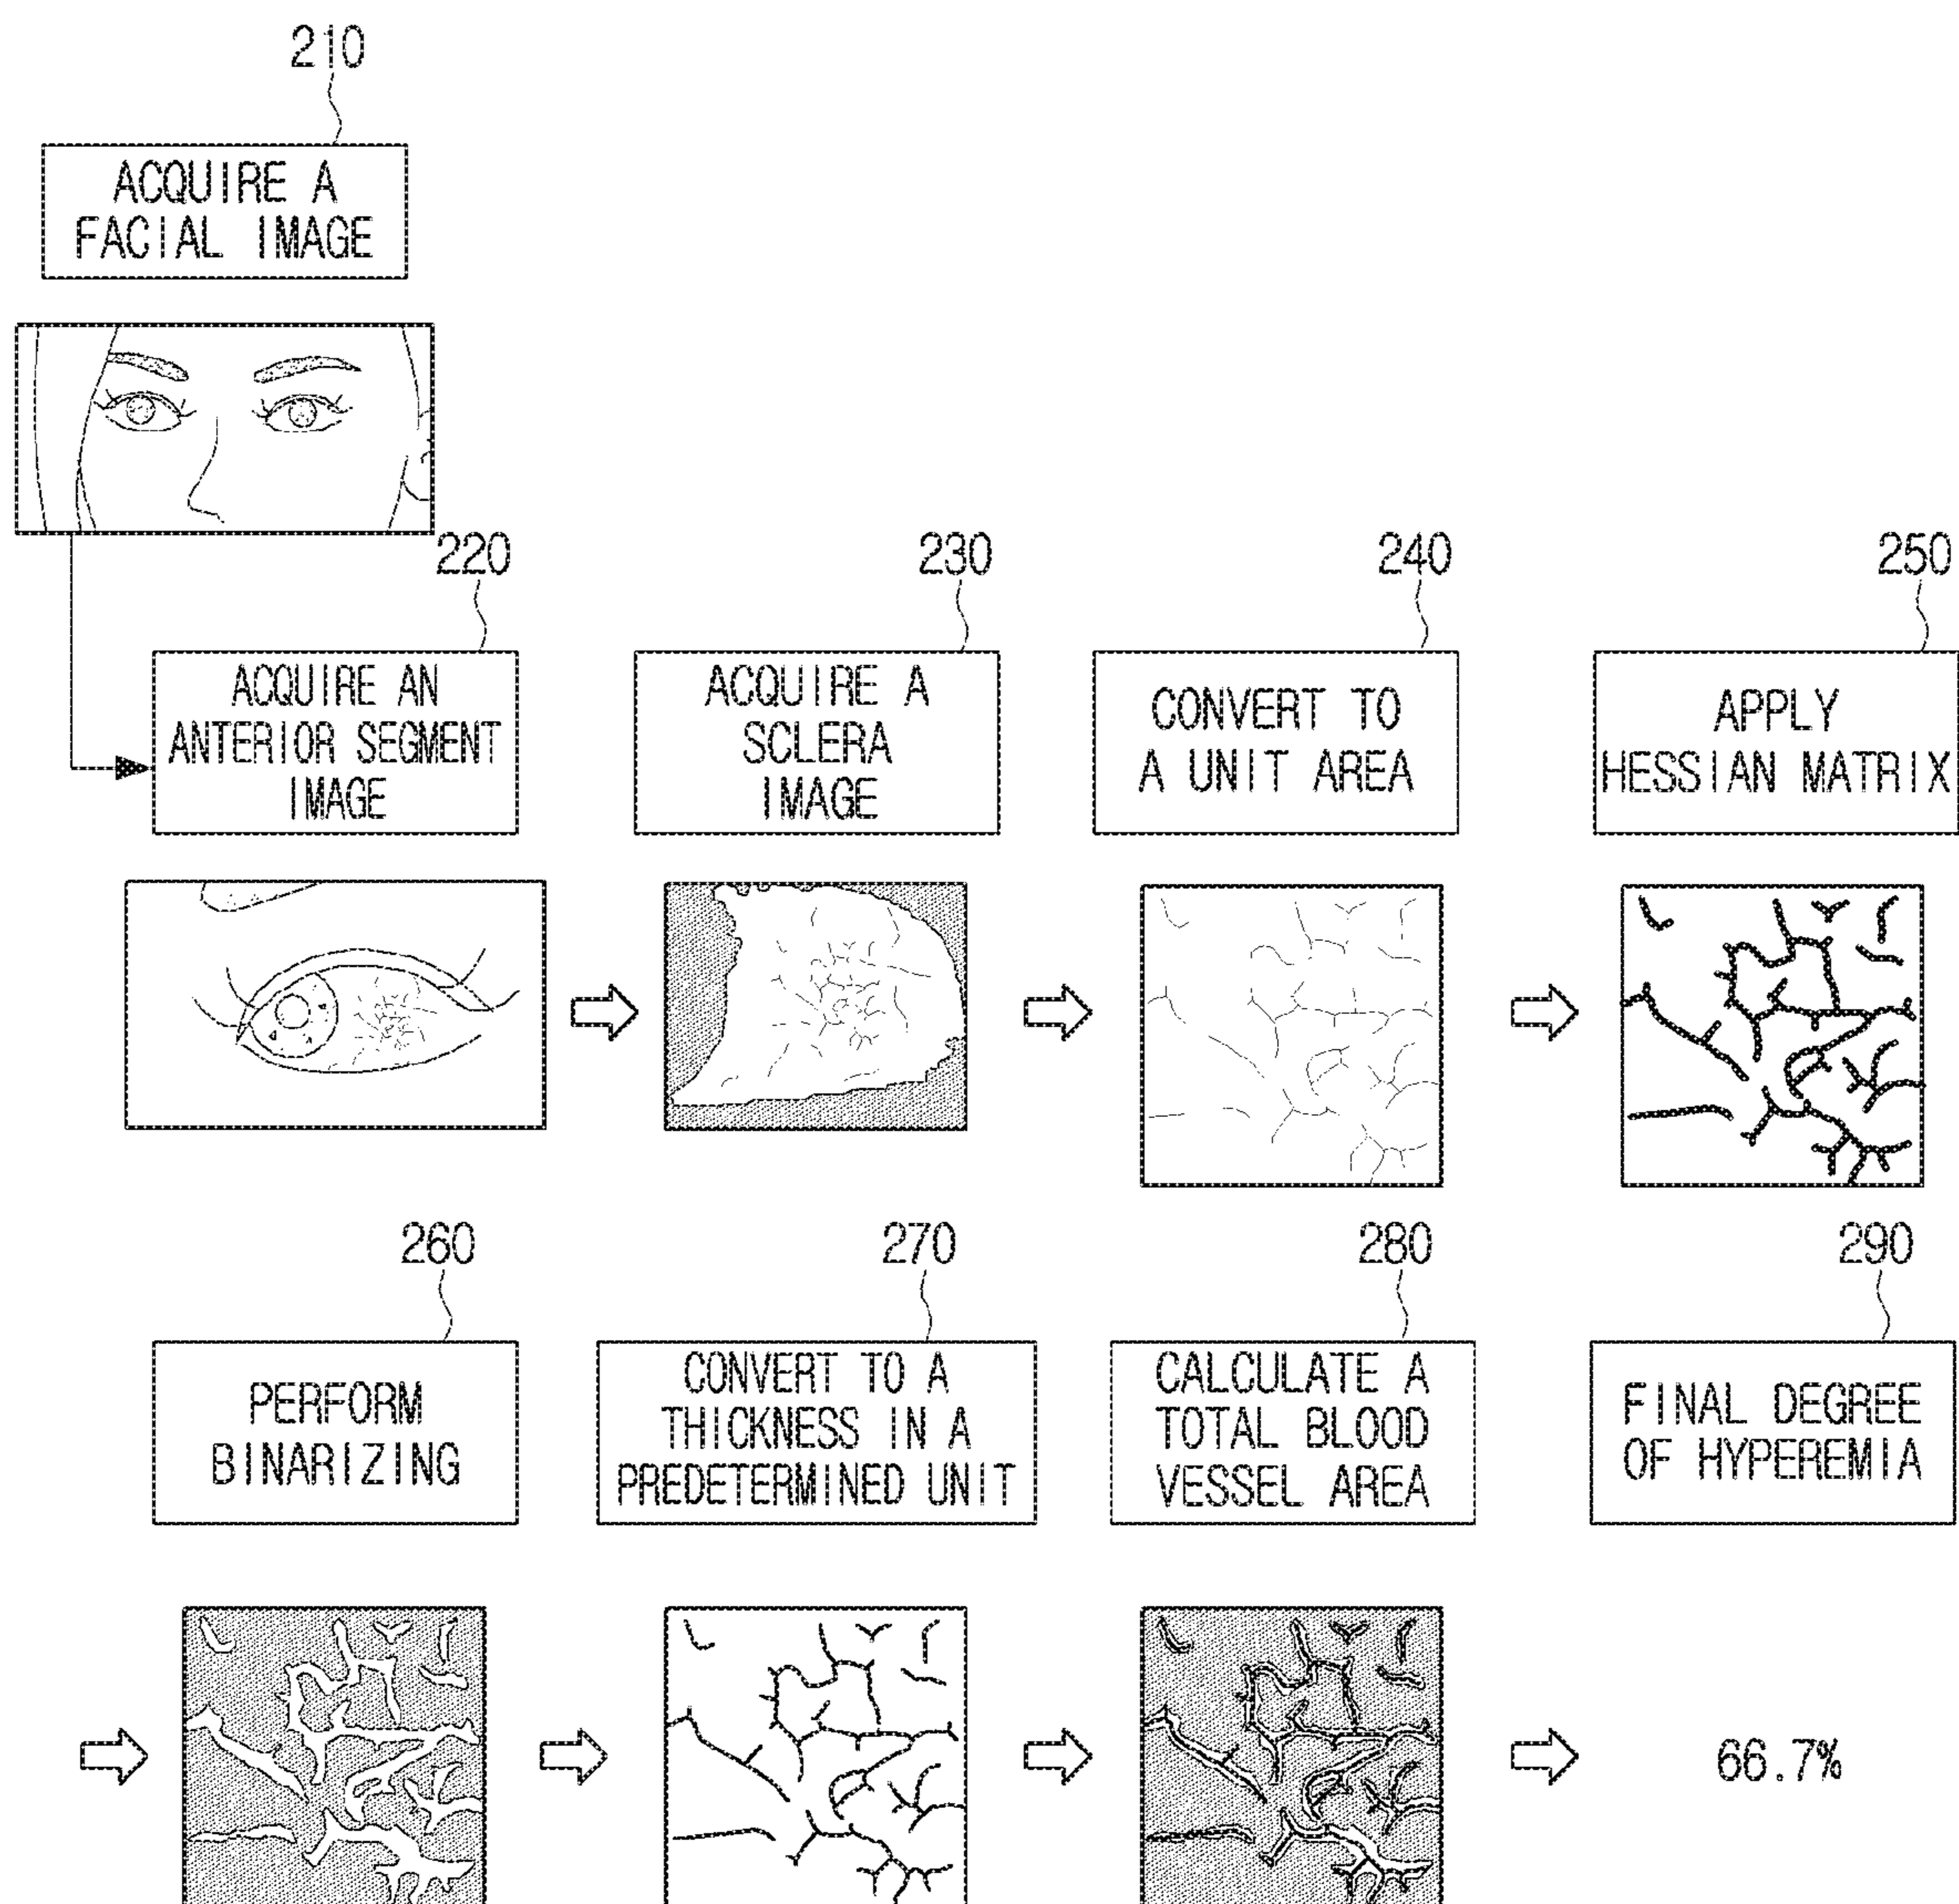 210
ACQUIRE A
FACIAL IMAGE
220
230
240
250
ACQUIRE AN
ANTERIOR SEGMENT
IMAGE
ACQUIRE A
SCLERA
IMAGE
CONVERT TO
A UNIT AREA
APPLY
HESSIAN MATRIX
260
270
280
290
PERFORM
BINARIZING
CONVERT TO A
THICKNESS IN A
PREDETERMINED UNIT
CALCULATE A
TOTAL BLOOD
VESSEL AREA
FINAL DEGREE
OF HYPEREMIA
66.7%